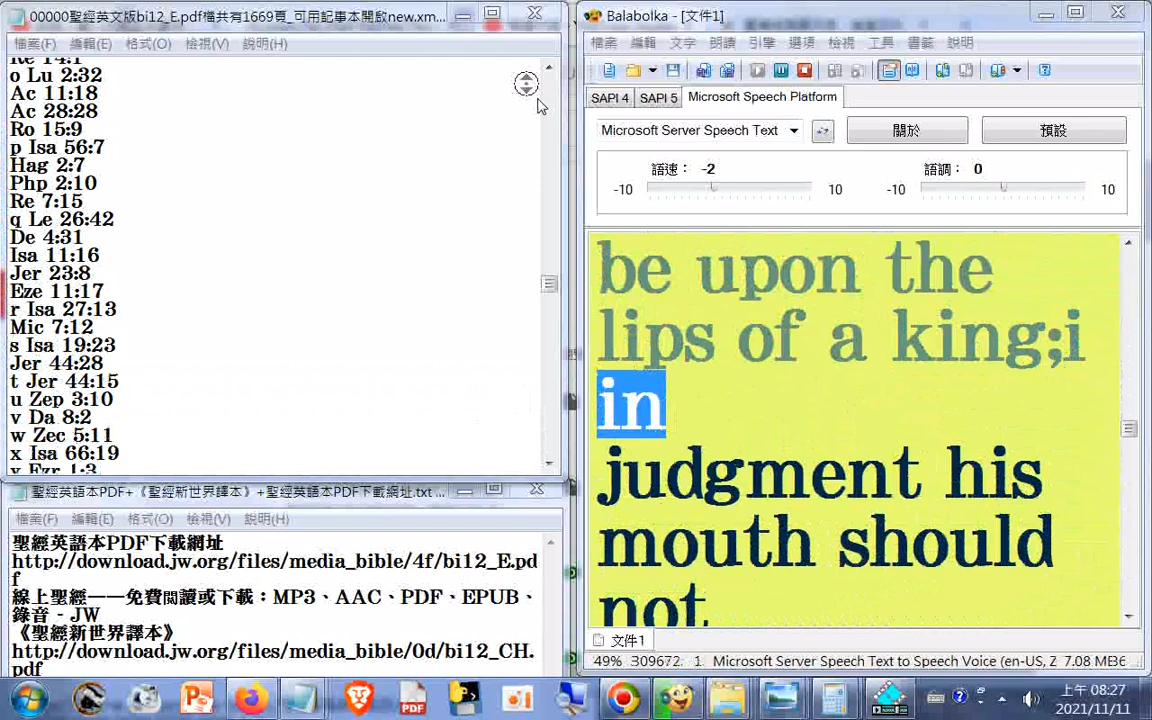 00000聖經英文版bi12_E.pdf檔共有1669頁_可用記事本開啟new.xm...
檔案(F) 編輯(E) 格式(O) 檢視(V) 說明(H)
Re 14:1
o Lu 2:32
Ac 11:18
Ac 28:28
Ro 15:9
p Isa 56:7
Hag 2:7
Php 2:10
Re 7:15
q Le 26:42
De 4:31
Isa 11:16
Jer 23:8
Eze 11:17
r Isa 27:13
Mic 7:12
s Isa 19:23
Jer 44:28
t Jer 44:15
u Zep 3:10
v Da 8:2
w Zec 5:11
x Isa 66:19
y Ezr 1:3
聖經英語本PDF+《聖經新世界譯本》+聖經英語本PDF下載網址.txt ...
檔案(F) 編輯(E) 格式(O) 檢視(V) 說明(H)
聖經英語本PDF下載網址
http://download.jw.org/files/media_bible/4f/bi12_E.pd
f
線上聖經——免費閱讀或下載：MP3、AAC、PDF、EPUB、
錄音 - JW
《聖經新世界譯本》
http://download.jw.org/files/media_bible/0d/bi12_CH.
pdf
Balabolka - [文件1]
檔案 編輯 文字 朗讀 引擎 選項 檢視 工具 書籤 說明
SAPI 4 SAPI 5 Microsoft Speech Platform
Microsoft Server Speech Text 關於 預設
語速： -2 語調： 0
-10 10 -10 10
be upon the
lips of a king;i
in
judgment his
mouth should
not
文件1
49% 309672: 1 Microsoft Server Speech Text to Speech Voice (en-US, Z 7.08 МБ
上午 08:27
2021/11/11